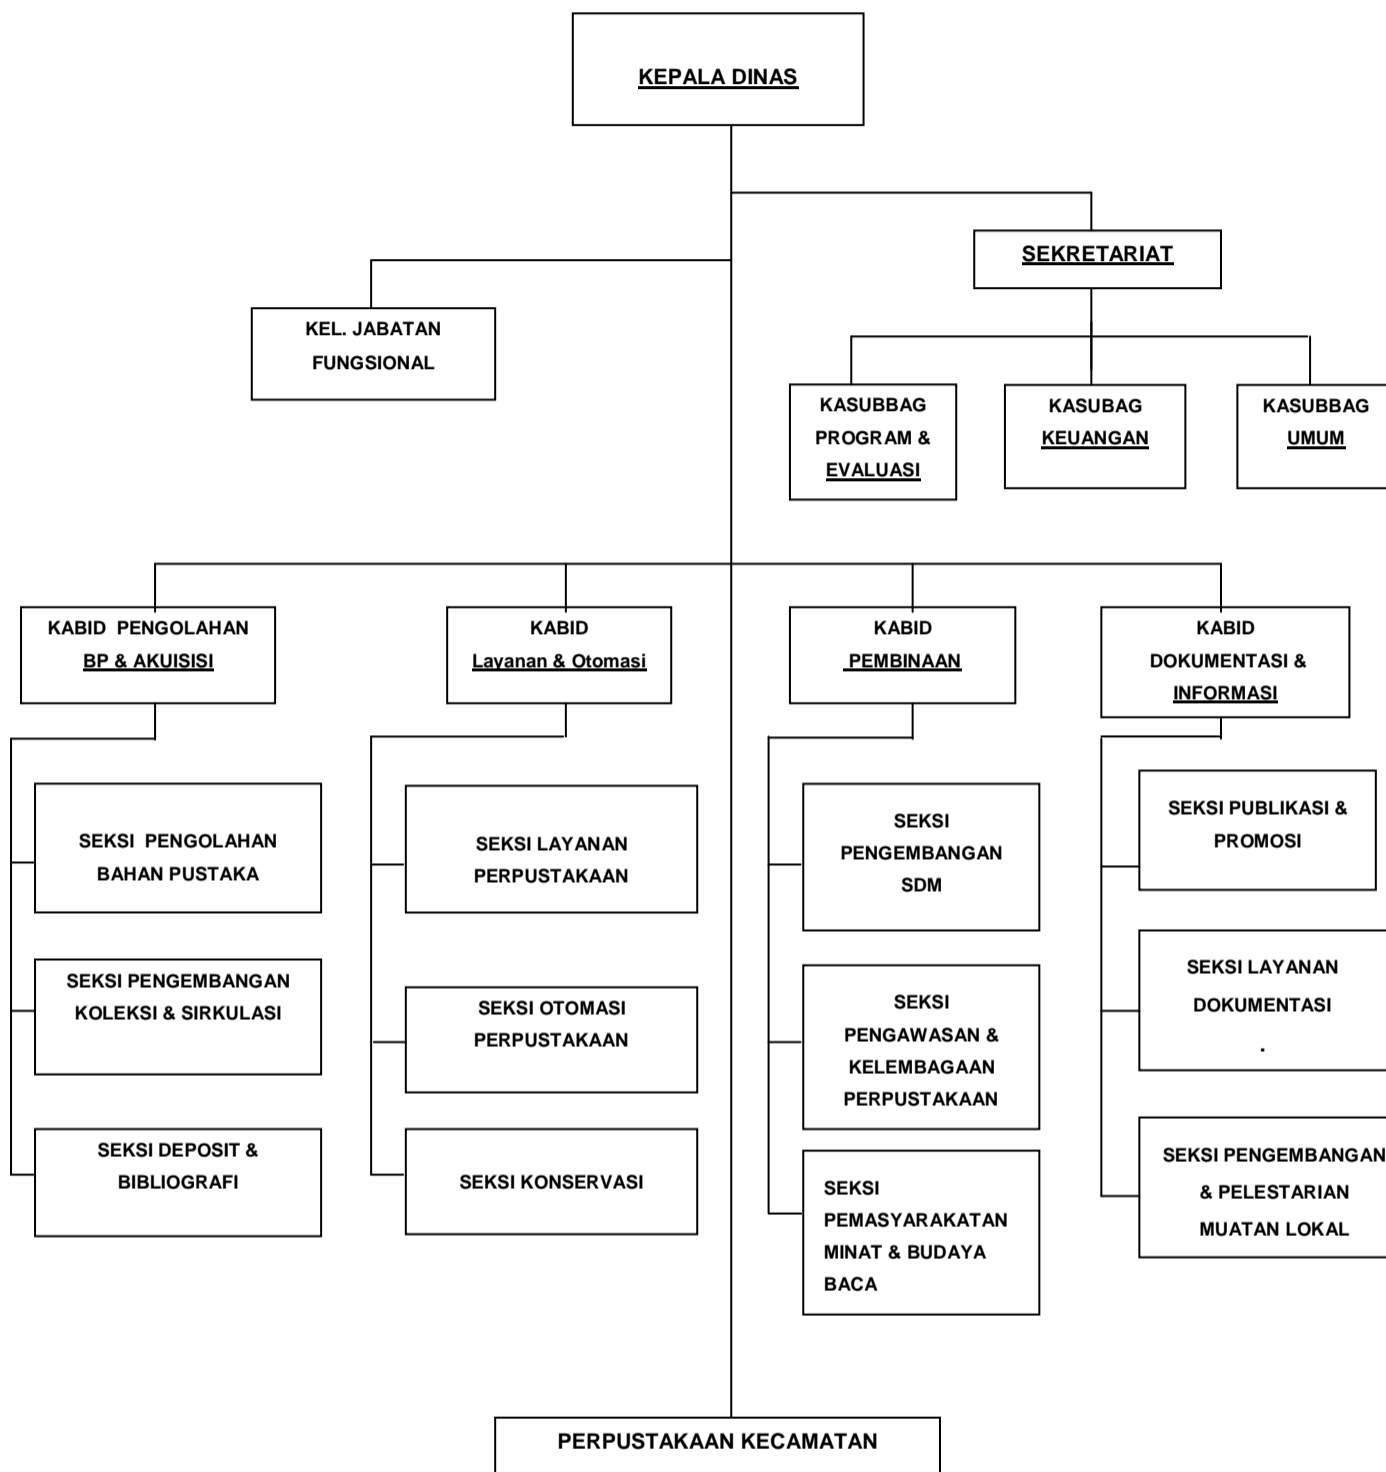 KEPALA DINAS
SEKRETARIAT
KEL. JABATAN
FUNGSIONAL
KASUBBAG
PROGRAM &
EVALUASI
KASUBAG
KEUANGAN
KASUBBAG
UMUM
KABID PENGOLAHAN
BP & AKUISISI
KABID
Layanan & Otomasi
KABID
PEMBINAAN
KABID
DOKUMENTASI &
INFORMASI
SEKSI PENGOLAHAN
BAHAN PUSTAKA
SEKSI LAYANAN
PERPUSTAKAAN
SEKSI
PENGEMBANGAN
SDM
SEKSI PUBLIKASI &
PROMOSI
SEKSI PENGEMBANGAN
KOLEKSI & SIRKULASI
SEKSI OTOMASI
PERPUSTAKAAN
SEKSI
PENGAWASAN &
KELEMBAGAAN
PERPUSTAKAAN
SEKSI LAYANAN
DOKUMENTASI
.
SEKSI DEPOSIT &
BIBLIOGRAFI
SEKSI KONSERVASI
SEKSI
PEMASYARAKATAN
MINAT & BUDAYA
BACA
SEKSI PENGEMBANGAN
& PELESTARIAN
MUATAN LOKAL
PERPUSTAKAAN KECAMATAN